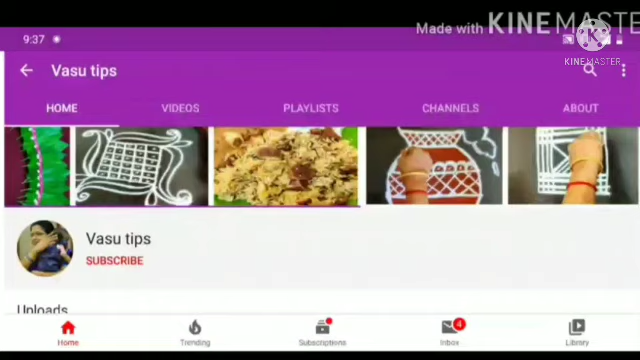 Made with KINEMASTER
K
KINEMASTER
9:37
Vasu tips
HOME VIDEOS PLAYLISTS CHANNELS ABOUT
Vasu tips
SUBSCRIBE
Uploads
4
Home Trending Subscriptions Inbox Library